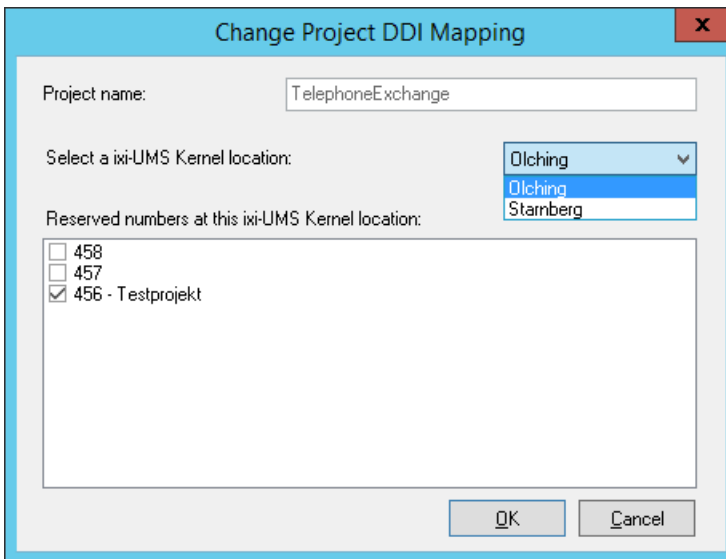 Change Project DDI Mapping
x
Project name: TelephoneExchange
Select a ixi-UMS Kernel location: Olching
Olching
Starnberg
Reserved numbers at this ixi-UMS Kernel location:
458
457
456 - Testprojekt
OK Cancel